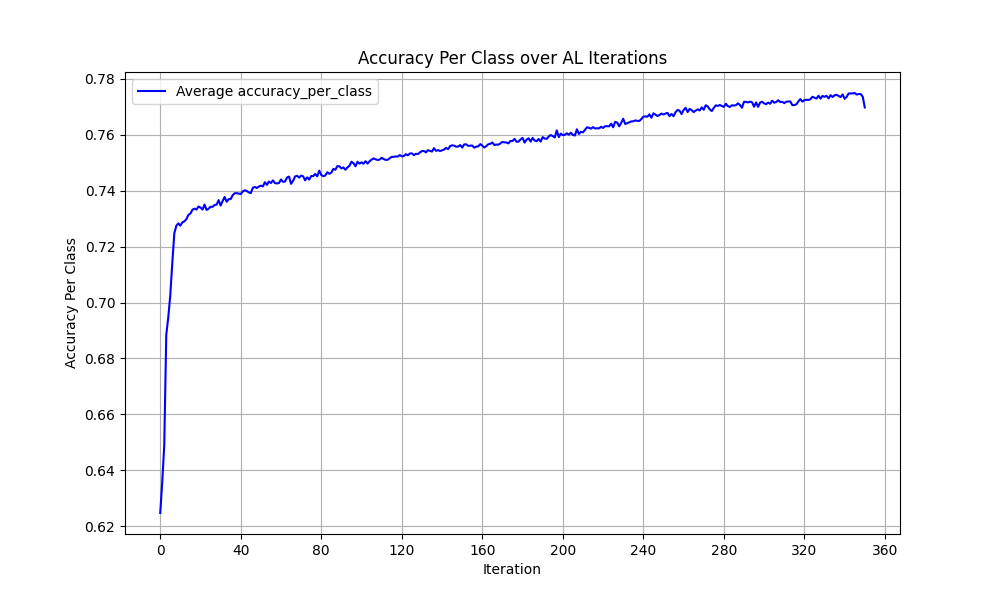 Accuracy Per Class over AL Iterations
Average accuracy_per_class
0.78
0.76
0.74
0.72
0.70
0.68
0.66
0.64
0.62
Accuracy Per Class
0 40 80 120 160 200 240 280 320 360
Iteration